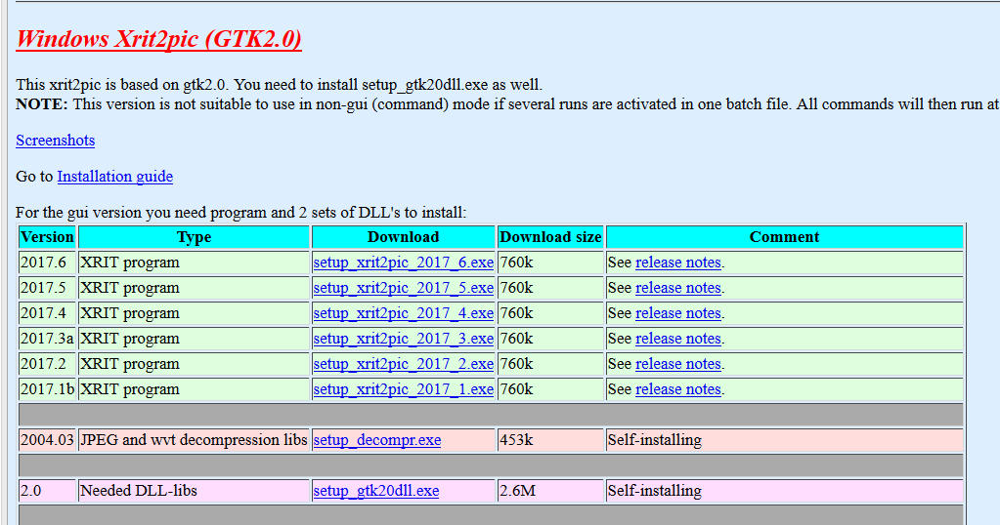 Windows Xrit2pic (GTK2.0)
This xrit2pic is based on gtk2.0. You need to install setup_gtk20dll.exe as well.
NOTE: This version is not suitable to use in non-gui (command) mode if several runs are activated in one batch file. All commands will then run at
Screenshots
Go to Installation guide
For the gui version you need program and 2 sets of DLL's to install:
Version Type Download Download size Comment
2017.6 XRIT program setup_xrit2pic_2017_6.exe 760k See release notes.
2017.5 XRIT program setup_xrit2pic_2017_5.exe 760k See release notes.
2017.4 XRIT program setup_xrit2pic_2017_4.exe 760k See release notes.
2017.3a XRIT program setup_xrit2pic_2017_3.exe 760k See release notes.
2017.2 XRIT program setup_xrit2pic_2017_2.exe 760k See release notes.
2017.1b XRIT program setup_xrit2pic_2017_1.exe 760k See release notes.
2004.03 JPEG and wvt decompression libs setup_decompr.exe 453k Self-installing
2.0 Needed DLL-libs setup_gtk20dll.exe 2.6M Self-installing